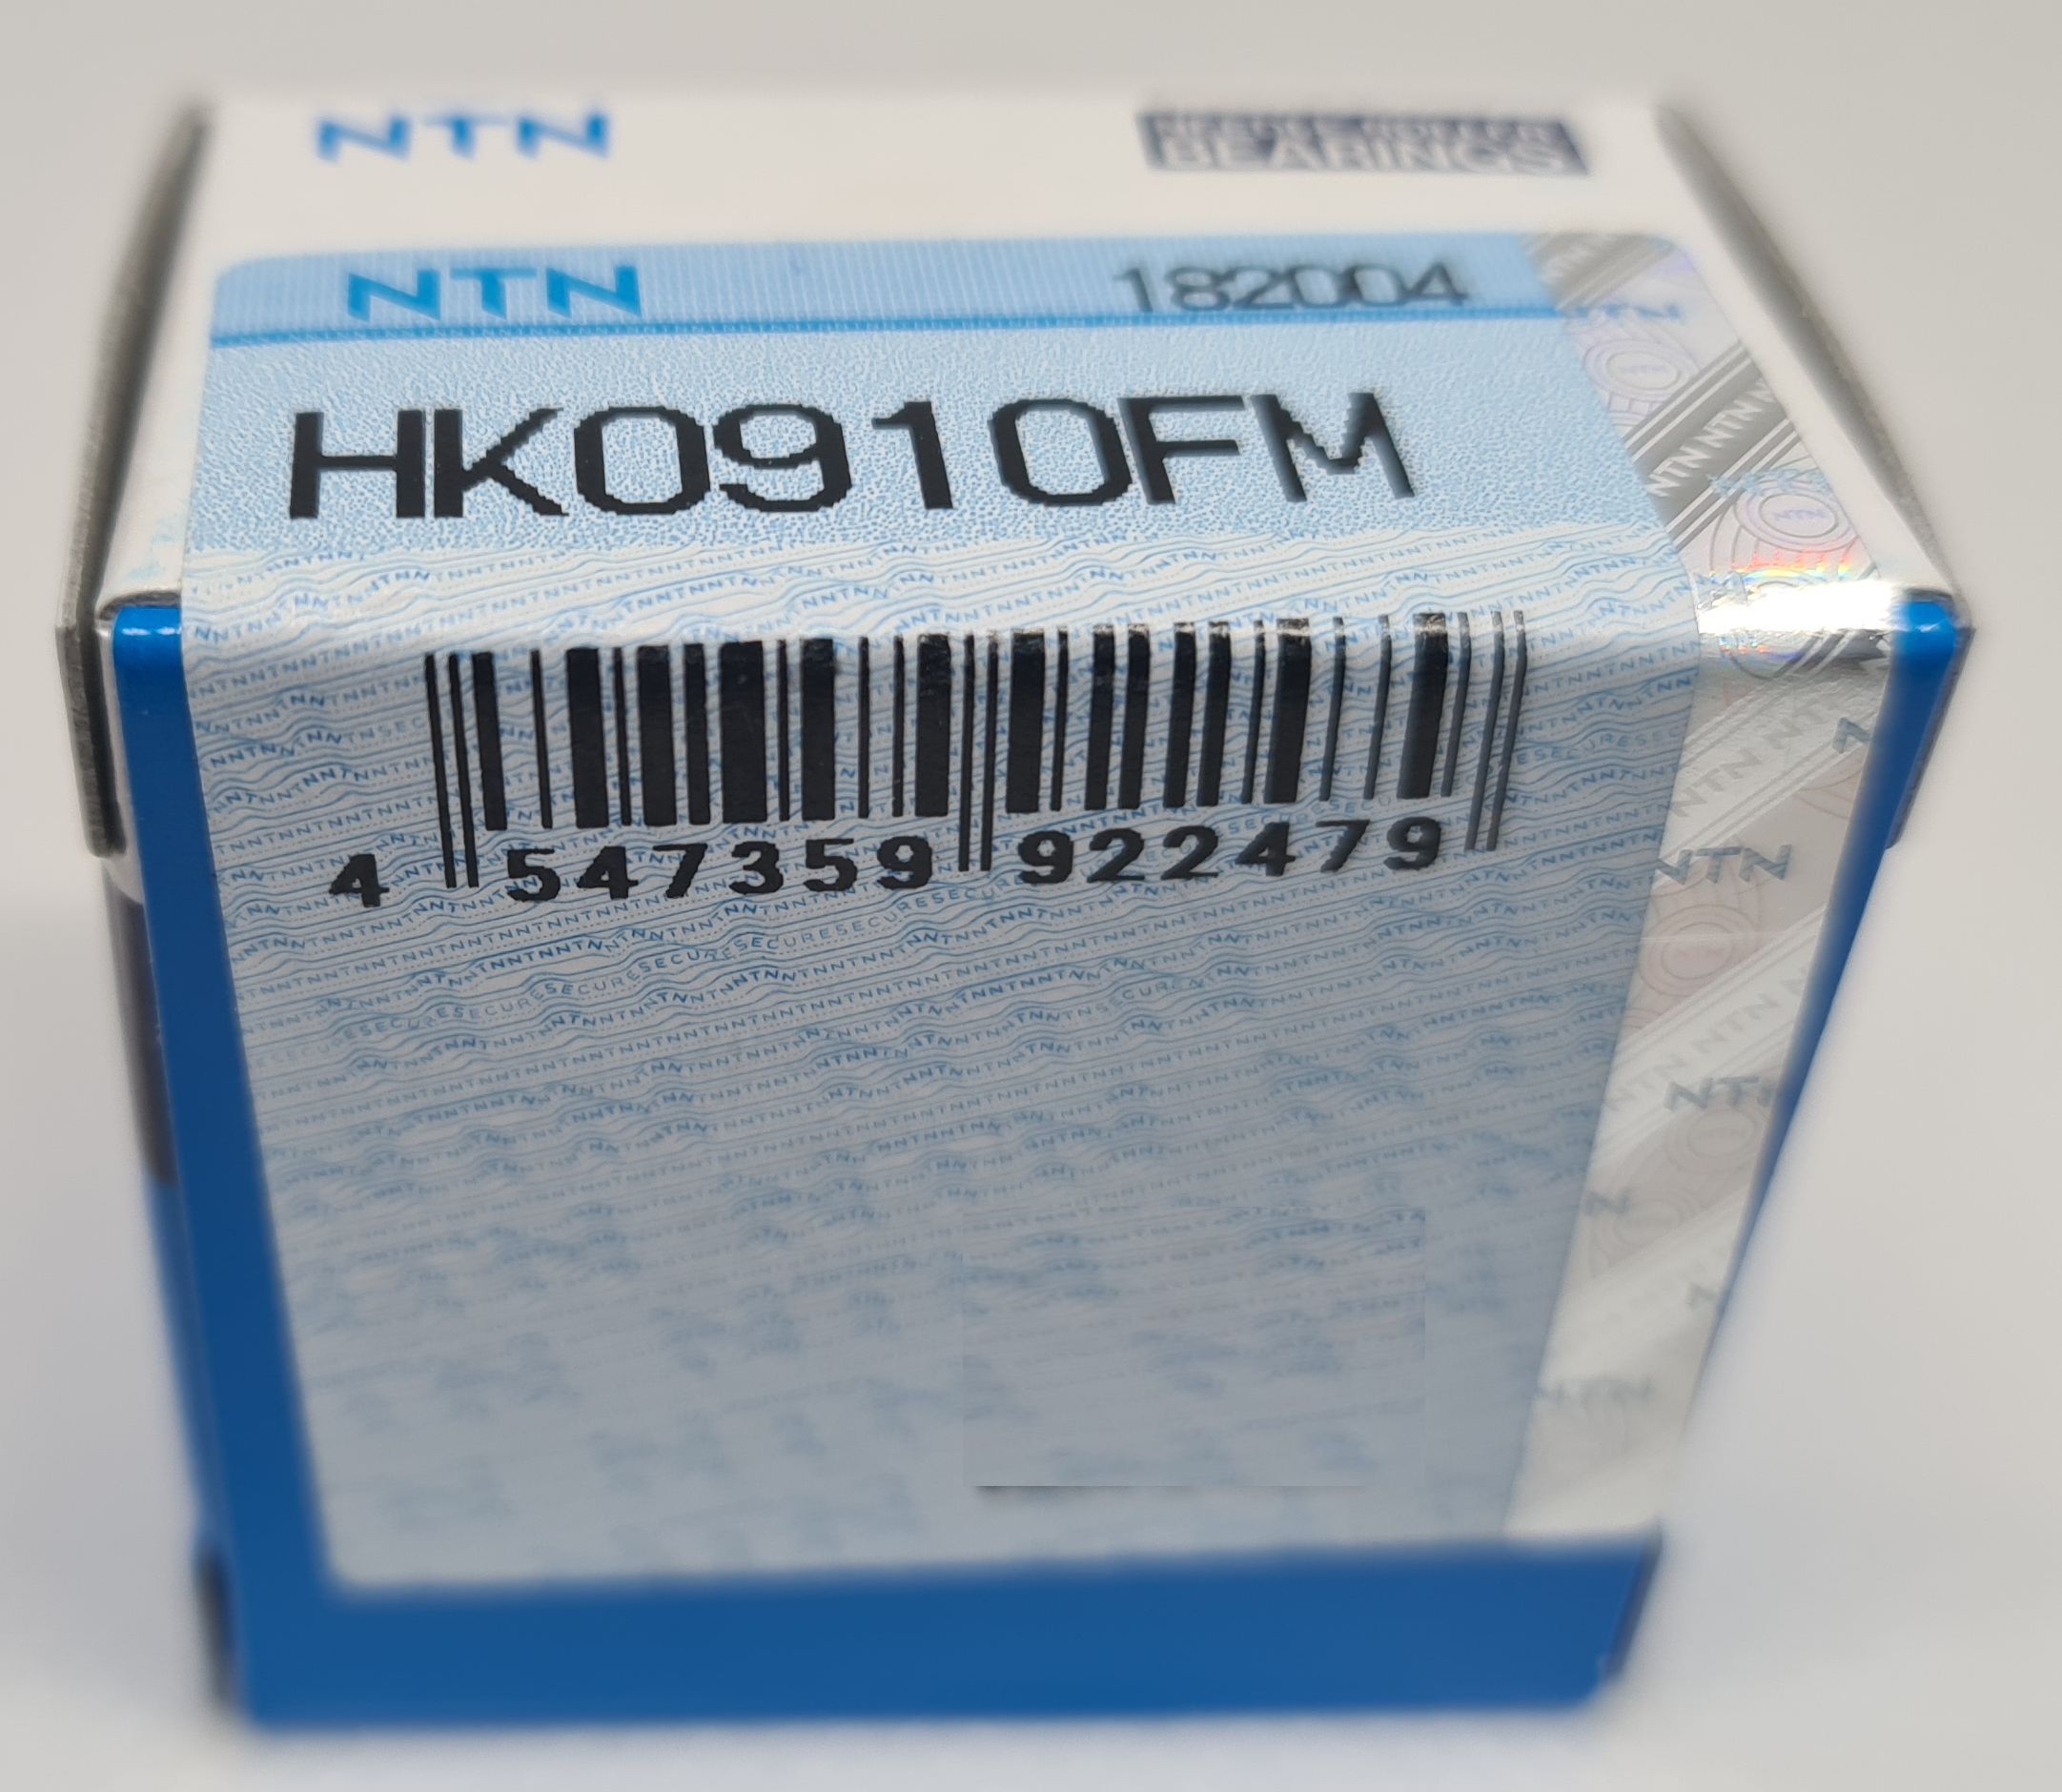 NTN
BEARINGS
NTN 182004
HK0910FM
4 547359 922479